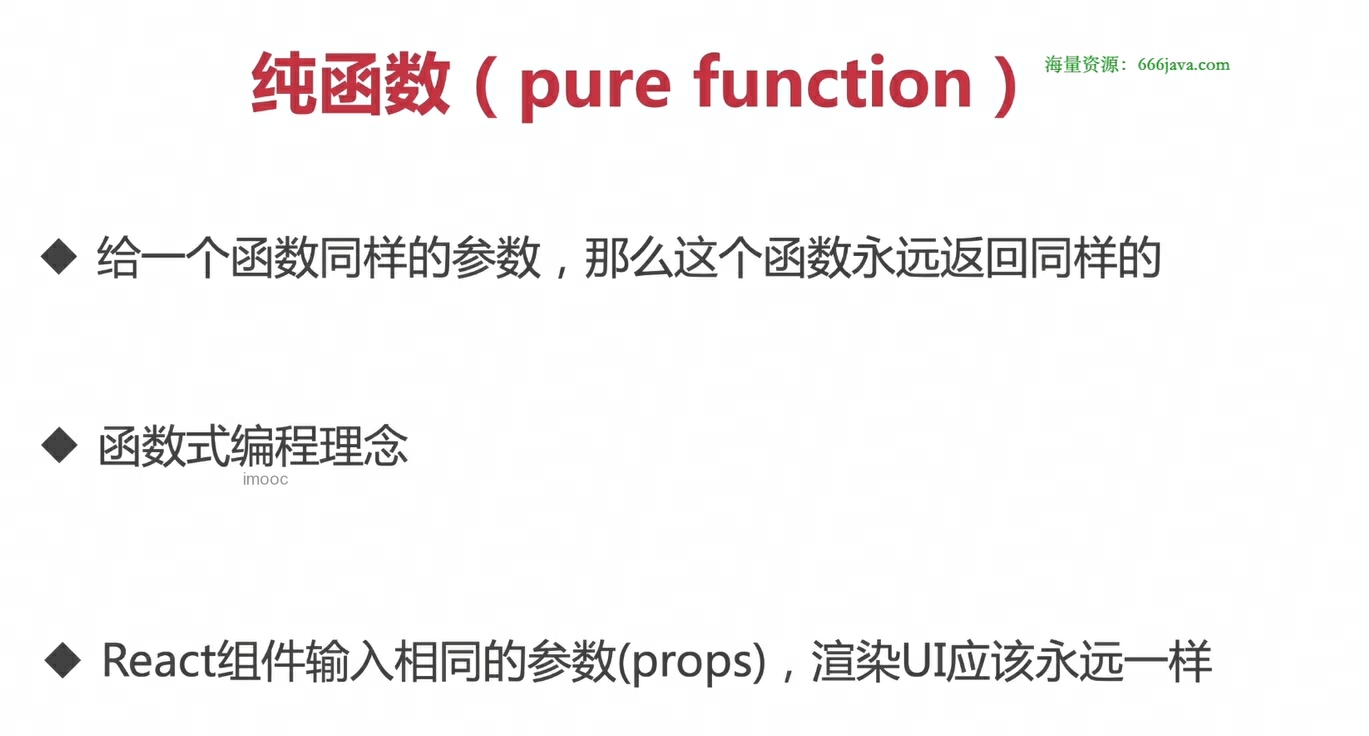 纯函数（pure function）
海量资源：666java.com
◆ 给一个函数同样的参数，那么这个函数永远返回同样的
◆ 函数式编程理念
imooc
◆ React组件输入相同的参数(props)，渲染UI应该永远一样